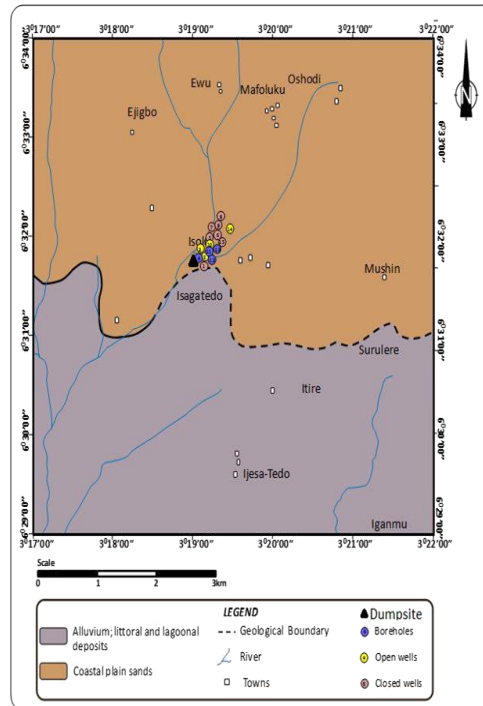 3°17'00" 3°18'00" 3°19'00" 3°20'00" 3°21'00" 3°22'00"
6°34'00" 6°34'00"
N
Ewu
Oshodi
Mafoluku
Ejigbo
6°33'00" 6°33'00"
6°32'00" 6°32'00"
Mushin
Isagatedo
6°31'00" 6°31'00"
Surulere
Itire
6°30'00" 6°30'00"
Ijesa-Tedo
Iganmu
6°29'00" 6°29'00"
3°17'00" 3°18'00" 3°19'00" 3°20'00" 3°21'00" 3°22'00"
Scale
0 1 2 3km
LEGEND
Alluvium; littoral and lagoonal
deposits
Coastal plain sands
Geological Boundary
River
Towns
Dumpsite
Boreholes
Open wells
Closed wells